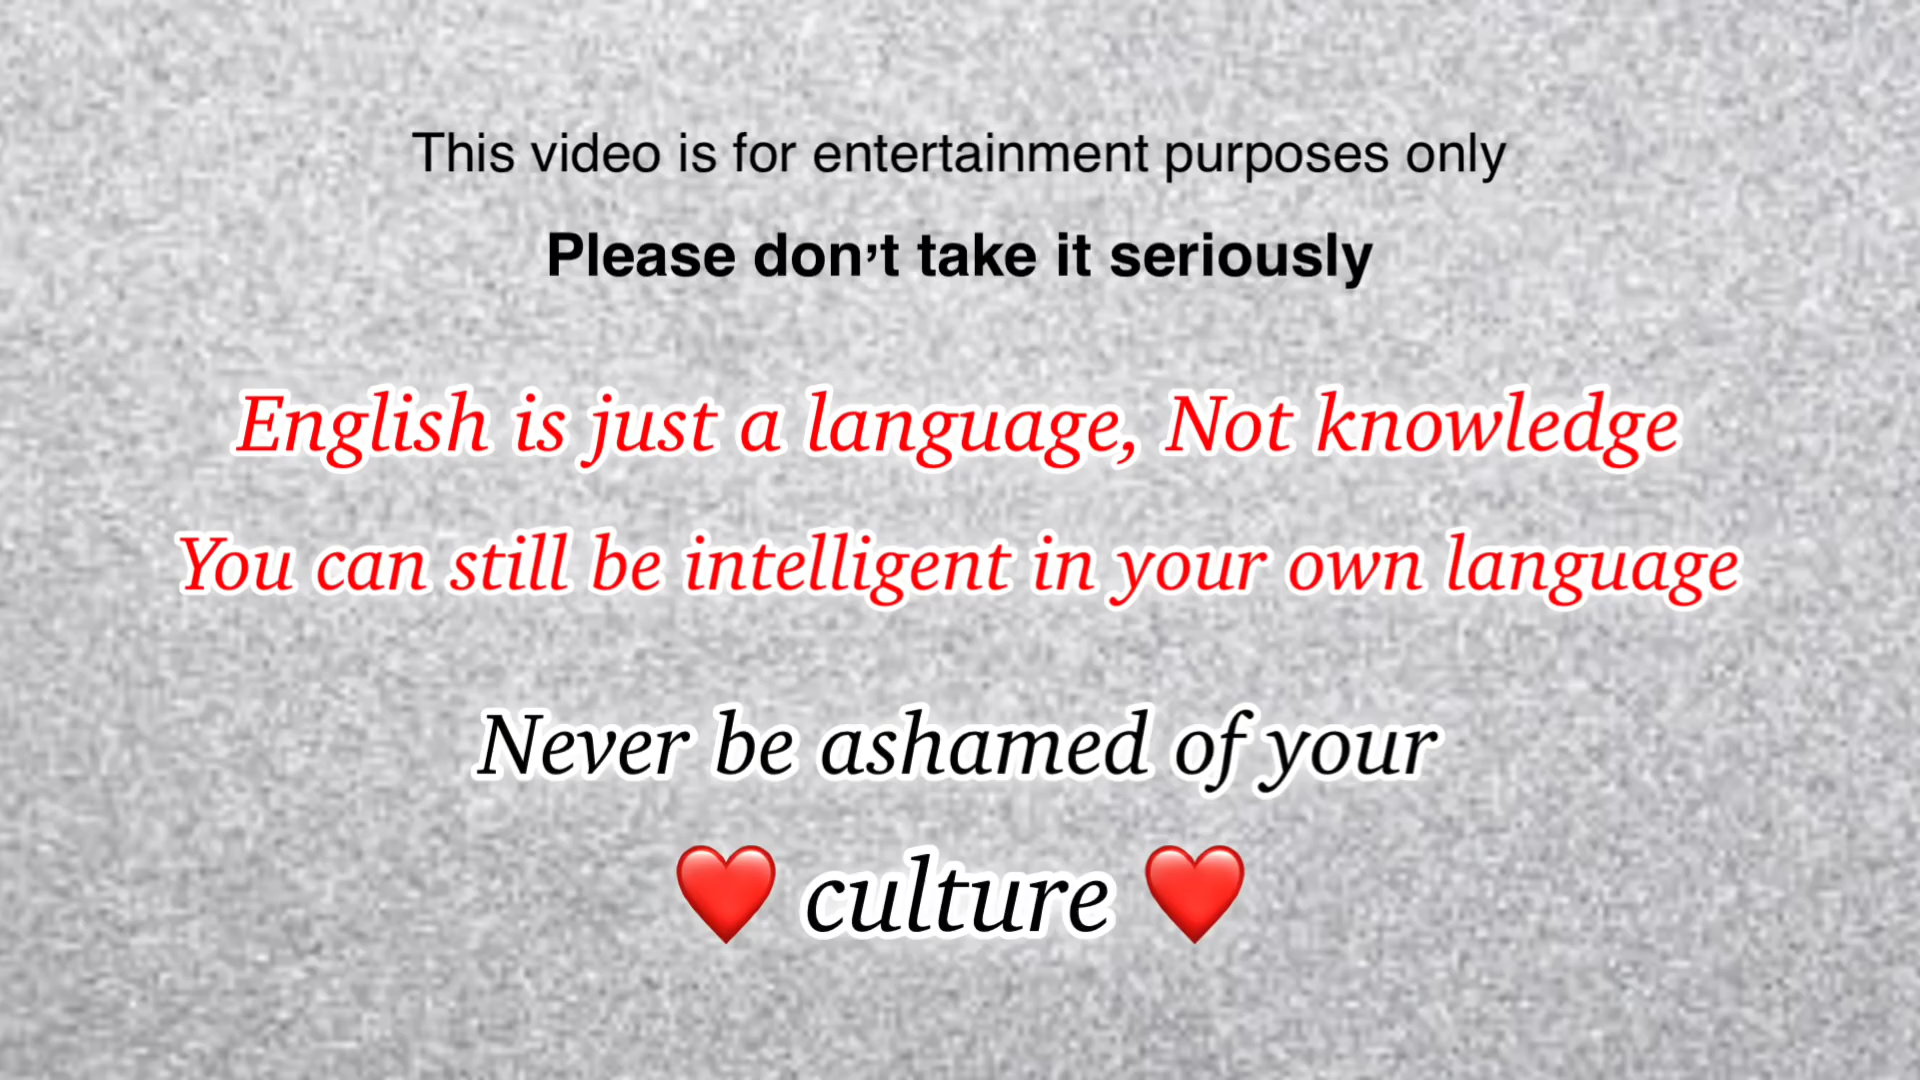 This video is for entertainment purposes only
Please don't take it seriously
English is just a language, Not knowledge
You can still be intelligent in your own language
Never be ashamed of your
❤️ culture ❤️